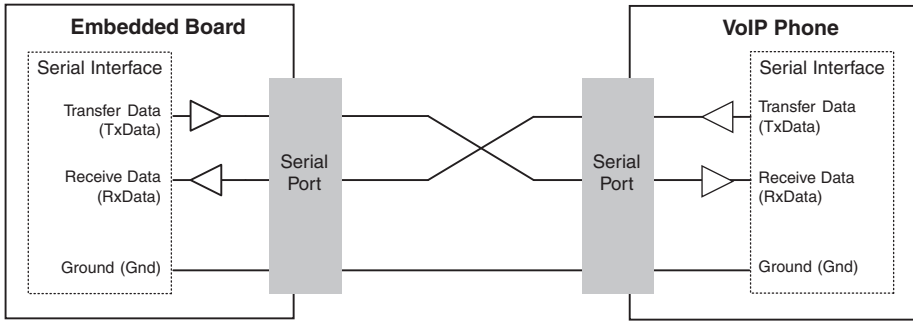 Embedded Board
Serial Interface
Transfer Data
(TxData)
Receive Data
(RxData)
Ground (Gnd)
Serial
Port
Serial
Port
VoIP Phone
Serial Interface
Transfer Data
(TxData)
Receive Data
(RxData)
Ground (Gnd)